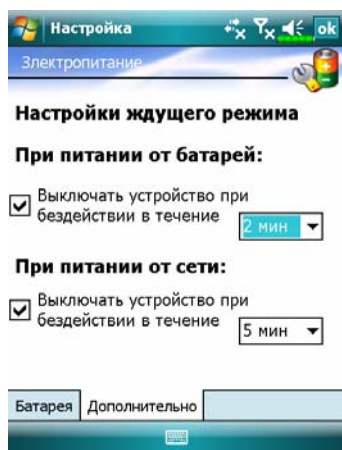 Настройка
ok
Электропитание
Настройки ждущего режима
При питании от батарей:
Выключать устройство при
бездействии в течение
2 мин
При питании от сети:
Выключать устройство при
бездействии в течение
5 мин
Батарея Дополнительно